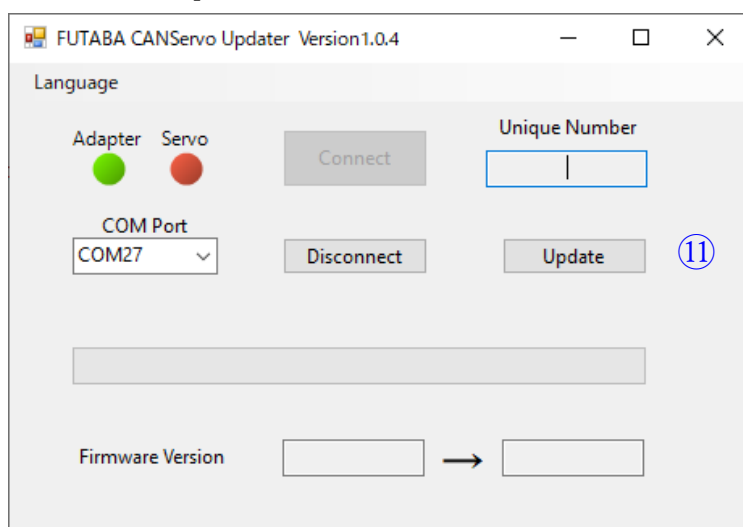 FUTABA CANServo Updater Version1.0.4
Language
Adapter Servo
Connect
Unique Number
COM Port
COM27
Disconnect
Update
⑪
Firmware Version
→